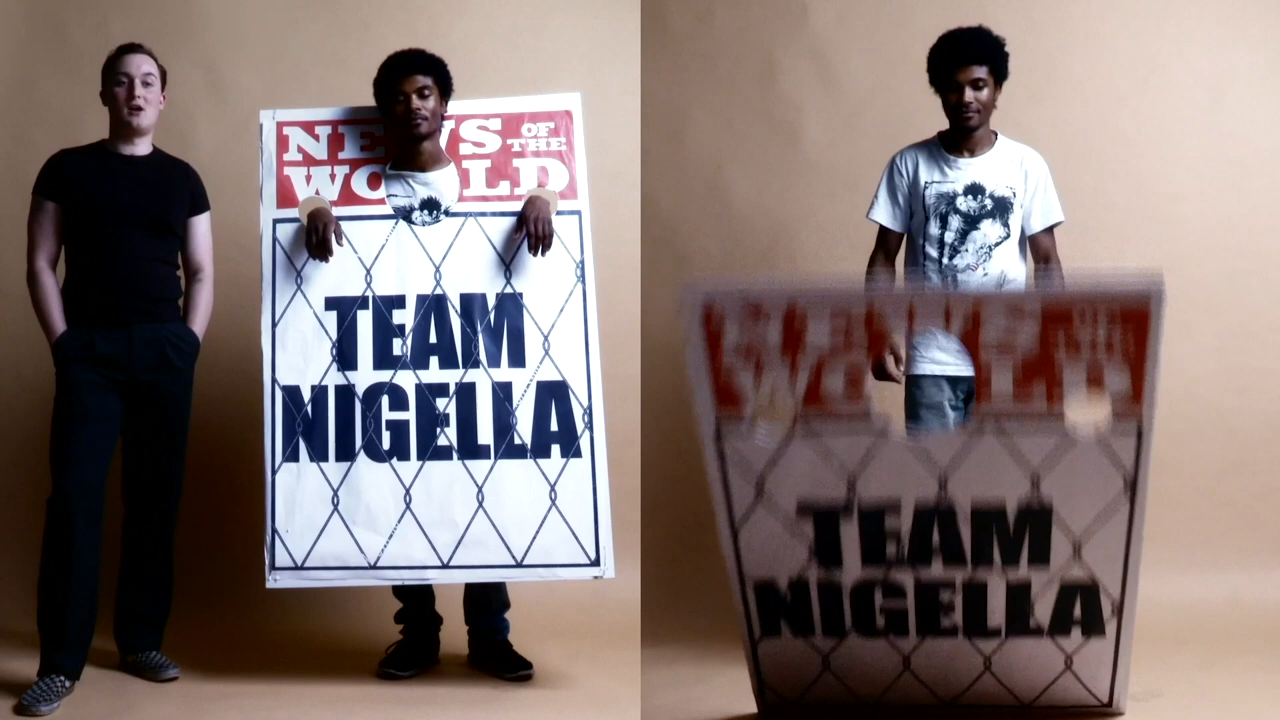 NEWS OF THE
WORLD
TEAM
NIGELLA
TEAM
NIGELLA